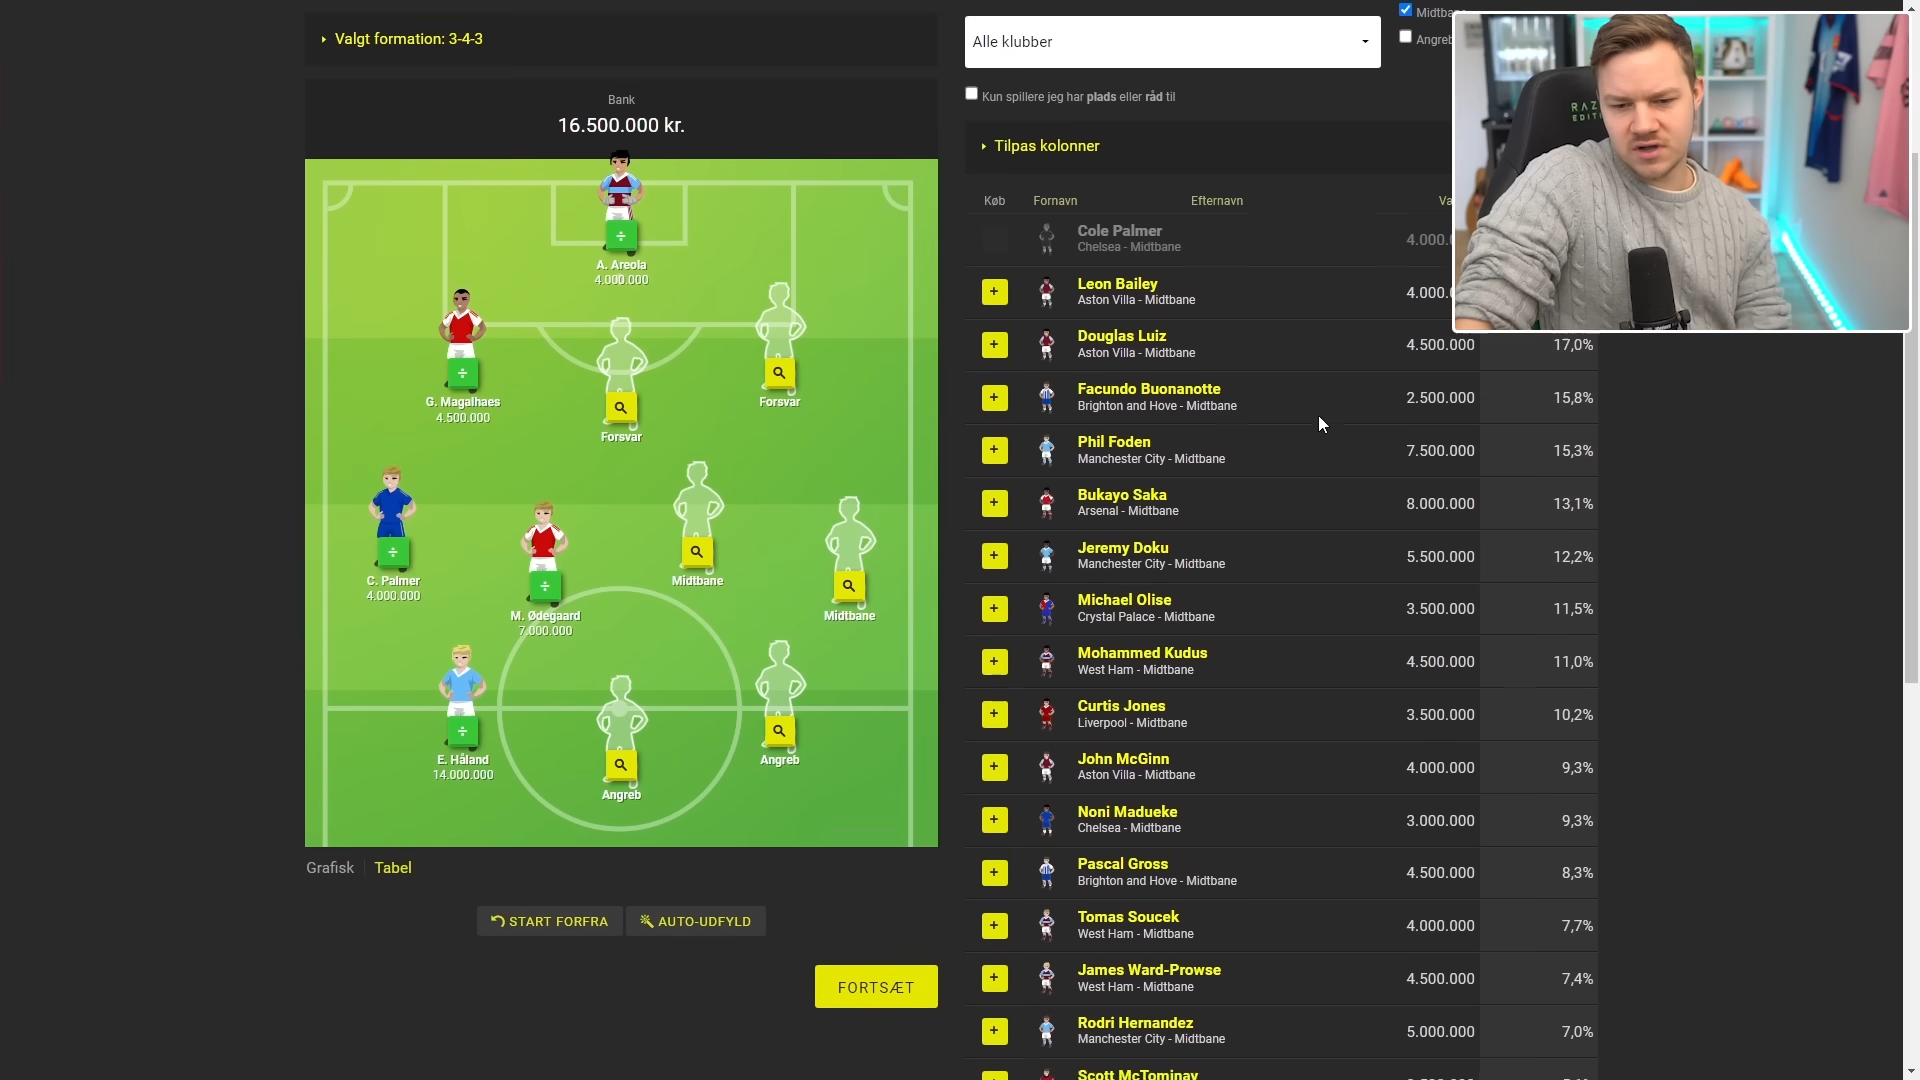 Valgt formation: 3-4-3
Bank
16.500.000 kr.
A. Areola
4.000.000
G. Magalhaes
4.500.000
Forsvar
Forsvar
C. Palmer
4.000.000
M. Ødegaard
7.000.000
Midtbane
Midtbane
E. Håland
14.000.000
Angreb
Angreb
Grafisk
Tabel
START FORFRA
AUTO-UDFYLD
FORTSÆT
Alle klubber
Kun spillere jeg har plads eller råd til
Tilpas kolonner
Køb Fornavn Efternavn
Cole Palmer
Chelsea - Midtbane
Leon Bailey
Aston Villa - Midtbane
Douglas Luiz
Aston Villa - Midtbane
4.500.000 17,0%
Facundo Buonanotte
Brighton and Hove - Midtbane
2.500.000 15,8%
Phil Foden
Manchester City - Midtbane
7.500.000 15,3%
Bukayo Saka
Arsenal - Midtbane
8.000.000 13,1%
Jeremy Doku
Manchester City - Midtbane
5.500.000 12,2%
Michael Olise
Crystal Palace - Midtbane
3.500.000 11,5%
Mohammed Kudus
West Ham - Midtbane
4.500.000 11,0%
Curtis Jones
Liverpool - Midtbane
3.500.000 10,2%
John McGinn
Aston Villa - Midtbane
4.000.000 9,3%
Noni Madueke
Chelsea - Midtbane
3.000.000 9,3%
Pascal Gross
Brighton and Hove - Midtbane
4.500.000 8,3%
Tomas Soucek
West Ham - Midtbane
4.000.000 7,7%
James Ward-Prowse
West Ham - Midtbane
4.500.000 7,4%
Rodri Hernandez
Manchester City - Midtbane
5.000.000 7,0%
Scott McTominay